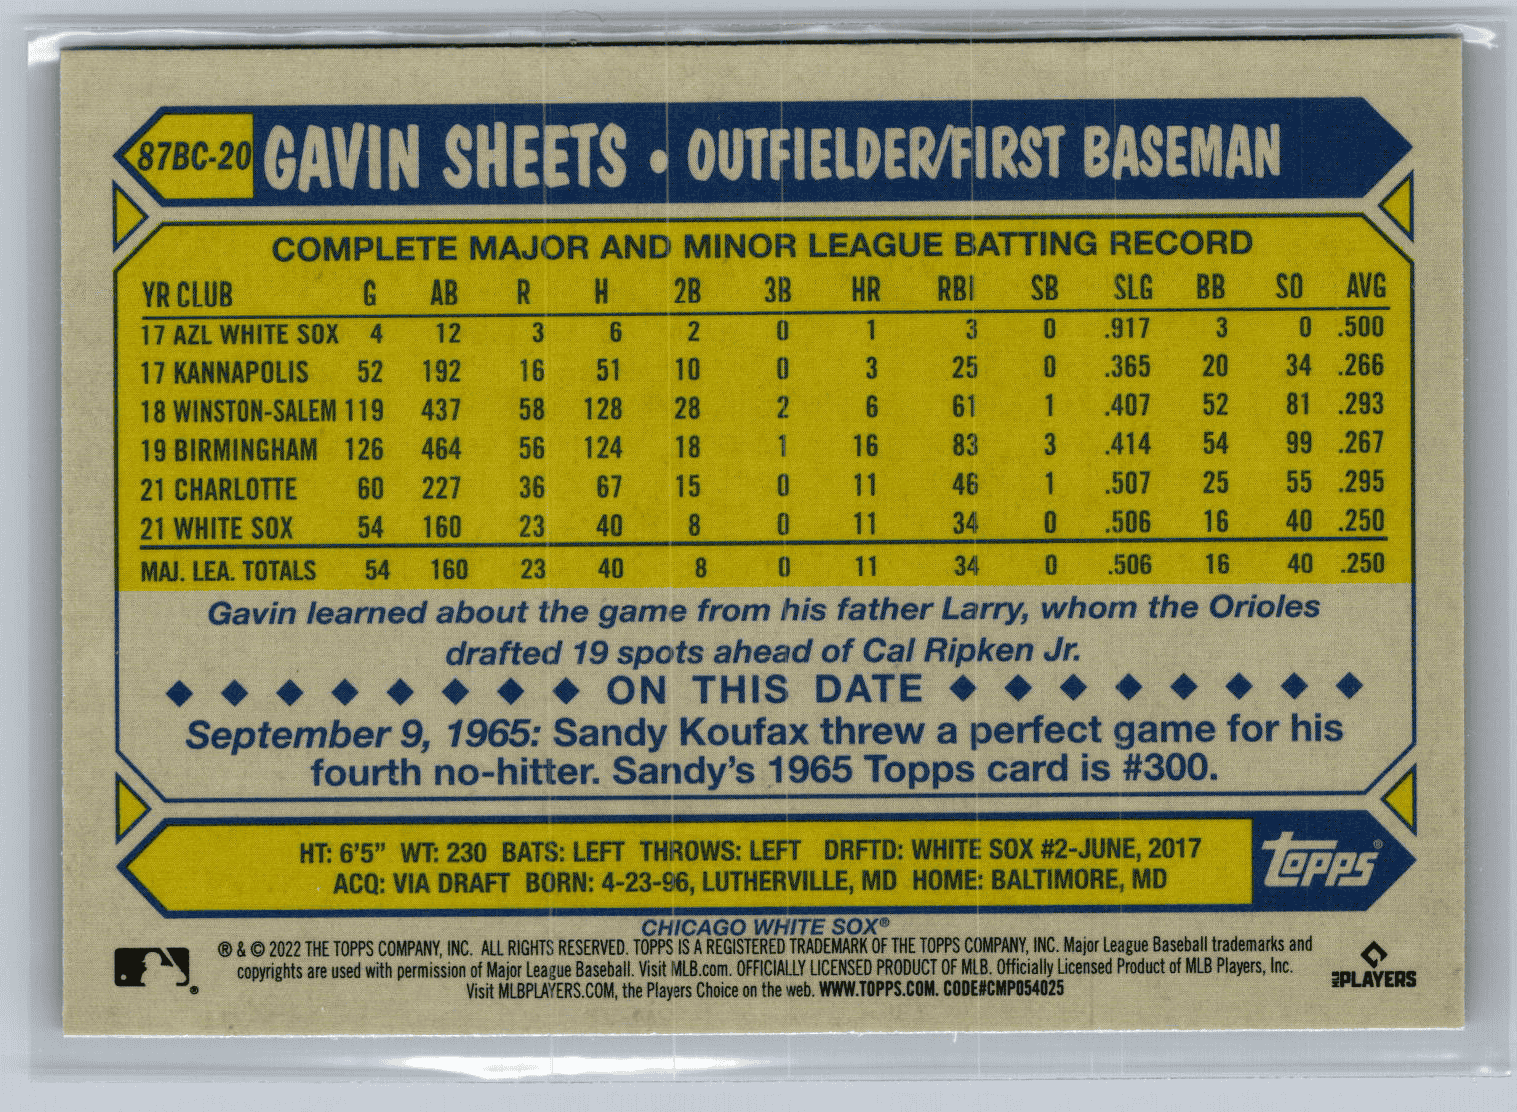 87BC-20 GAVIN SHEETS • OUTFIELDER/FIRST BASEMAN
COMPLETE MAJOR AND MINOR LEAGUE BATTING RECORD
YR CLUB G AB R H 2B 3B HR RBI SB SLG BB SO AVG
17 AZL WHITE SOX 4 12 3 6 2 0 1 3 0 .917 3 0 .500
17 KANNAPOLIS 52 192 16 51 10 0 3 25 0 .365 20 34 .266
18 WINSTON-SALEM 119 437 58 128 28 2 6 61 1 .407 52 81 .293
19 BIRMINGHAM 126 464 56 124 18 1 16 83 3 .414 54 99 .267
21 CHARLOTTE 60 227 36 67 15 0 11 46 1 .507 25 55 .295
21 WHITE SOX 54 160 23 40 8 0 11 34 0 .506 16 40 .250
MAJ. LEA. TOTALS 54 160 23 40 8 0 11 34 0 .506 16 40 .250
Gavin learned about the game from his father Larry, whom the Orioles
drafted 19 spots ahead of Cal Ripken Jr.
◆ ◆ ◆ ◆ ◆ ◆ ◆ ◆ ON THIS DATE ◆ ◆ ◆ ◆ ◆ ◆ ◆ ◆
September 9, 1965: Sandy Koufax threw a perfect game for his
fourth no-hitter. Sandy's 1965 Topps card is #300.
HT: 6'5" WT: 230 BATS: LEFT THROWS: LEFT DRFTD: WHITE SOX #2-JUNE, 2017
ACQ: VIA DRAFT BORN: 4-23-96, LUTHERVILLE, MD HOME: BALTIMORE, MD
topps®
CHICAGO WHITE SOX®
® & © 2022 THE TOPPS COMPANY, INC. ALL RIGHTS RESERVED. TOPPS IS A REGISTERED TRADEMARK OF THE TOPPS COMPANY, INC. Major League Baseball trademarks and
copyrights are used with permission of Major League Baseball. Visit MLB.com. OFFICIALLY LICENSED PRODUCT OF MLB. Officially Licensed Product of MLB Players, Inc.
Visit MLBPLAYERS.COM, the Players Choice on the web. WWW.TOPPS.COM. CODE#CMP054025
MLBPLAYERS